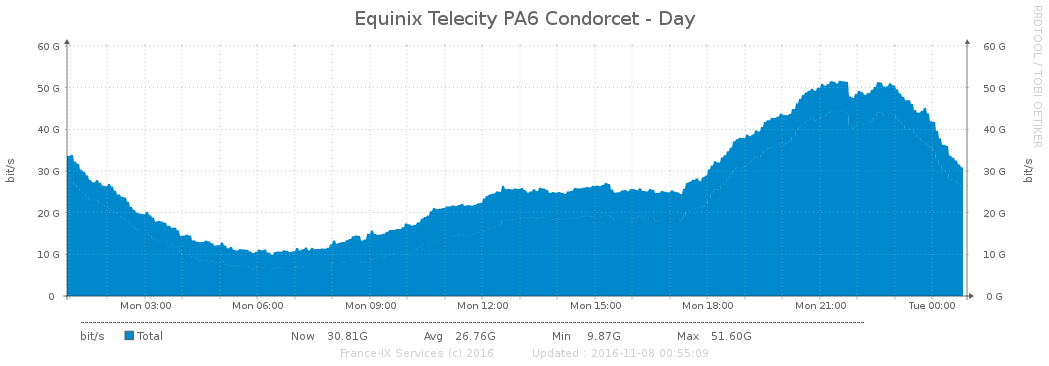 Equinix Telecity PA6 Condorcet - Day
RRDTOOL / TOBI OETIKER
bit/s
60 G
50 G
40 G
30 G
20 G
10 G
0
60 G
50 G
40 G
30 G
20 G
10 G
0 G
bit/s
Mon 03:00 Mon 06:00 Mon 09:00 Mon 12:00 Mon 15:00 Mon 18:00 Mon 21:00 Tue 00:00
bit/s Total Now 30.81G Avg 26.76G Min 9.87G Max 51.60G
France-IX Services (c) 2016 Updated : 2016-11-08 00:55:09